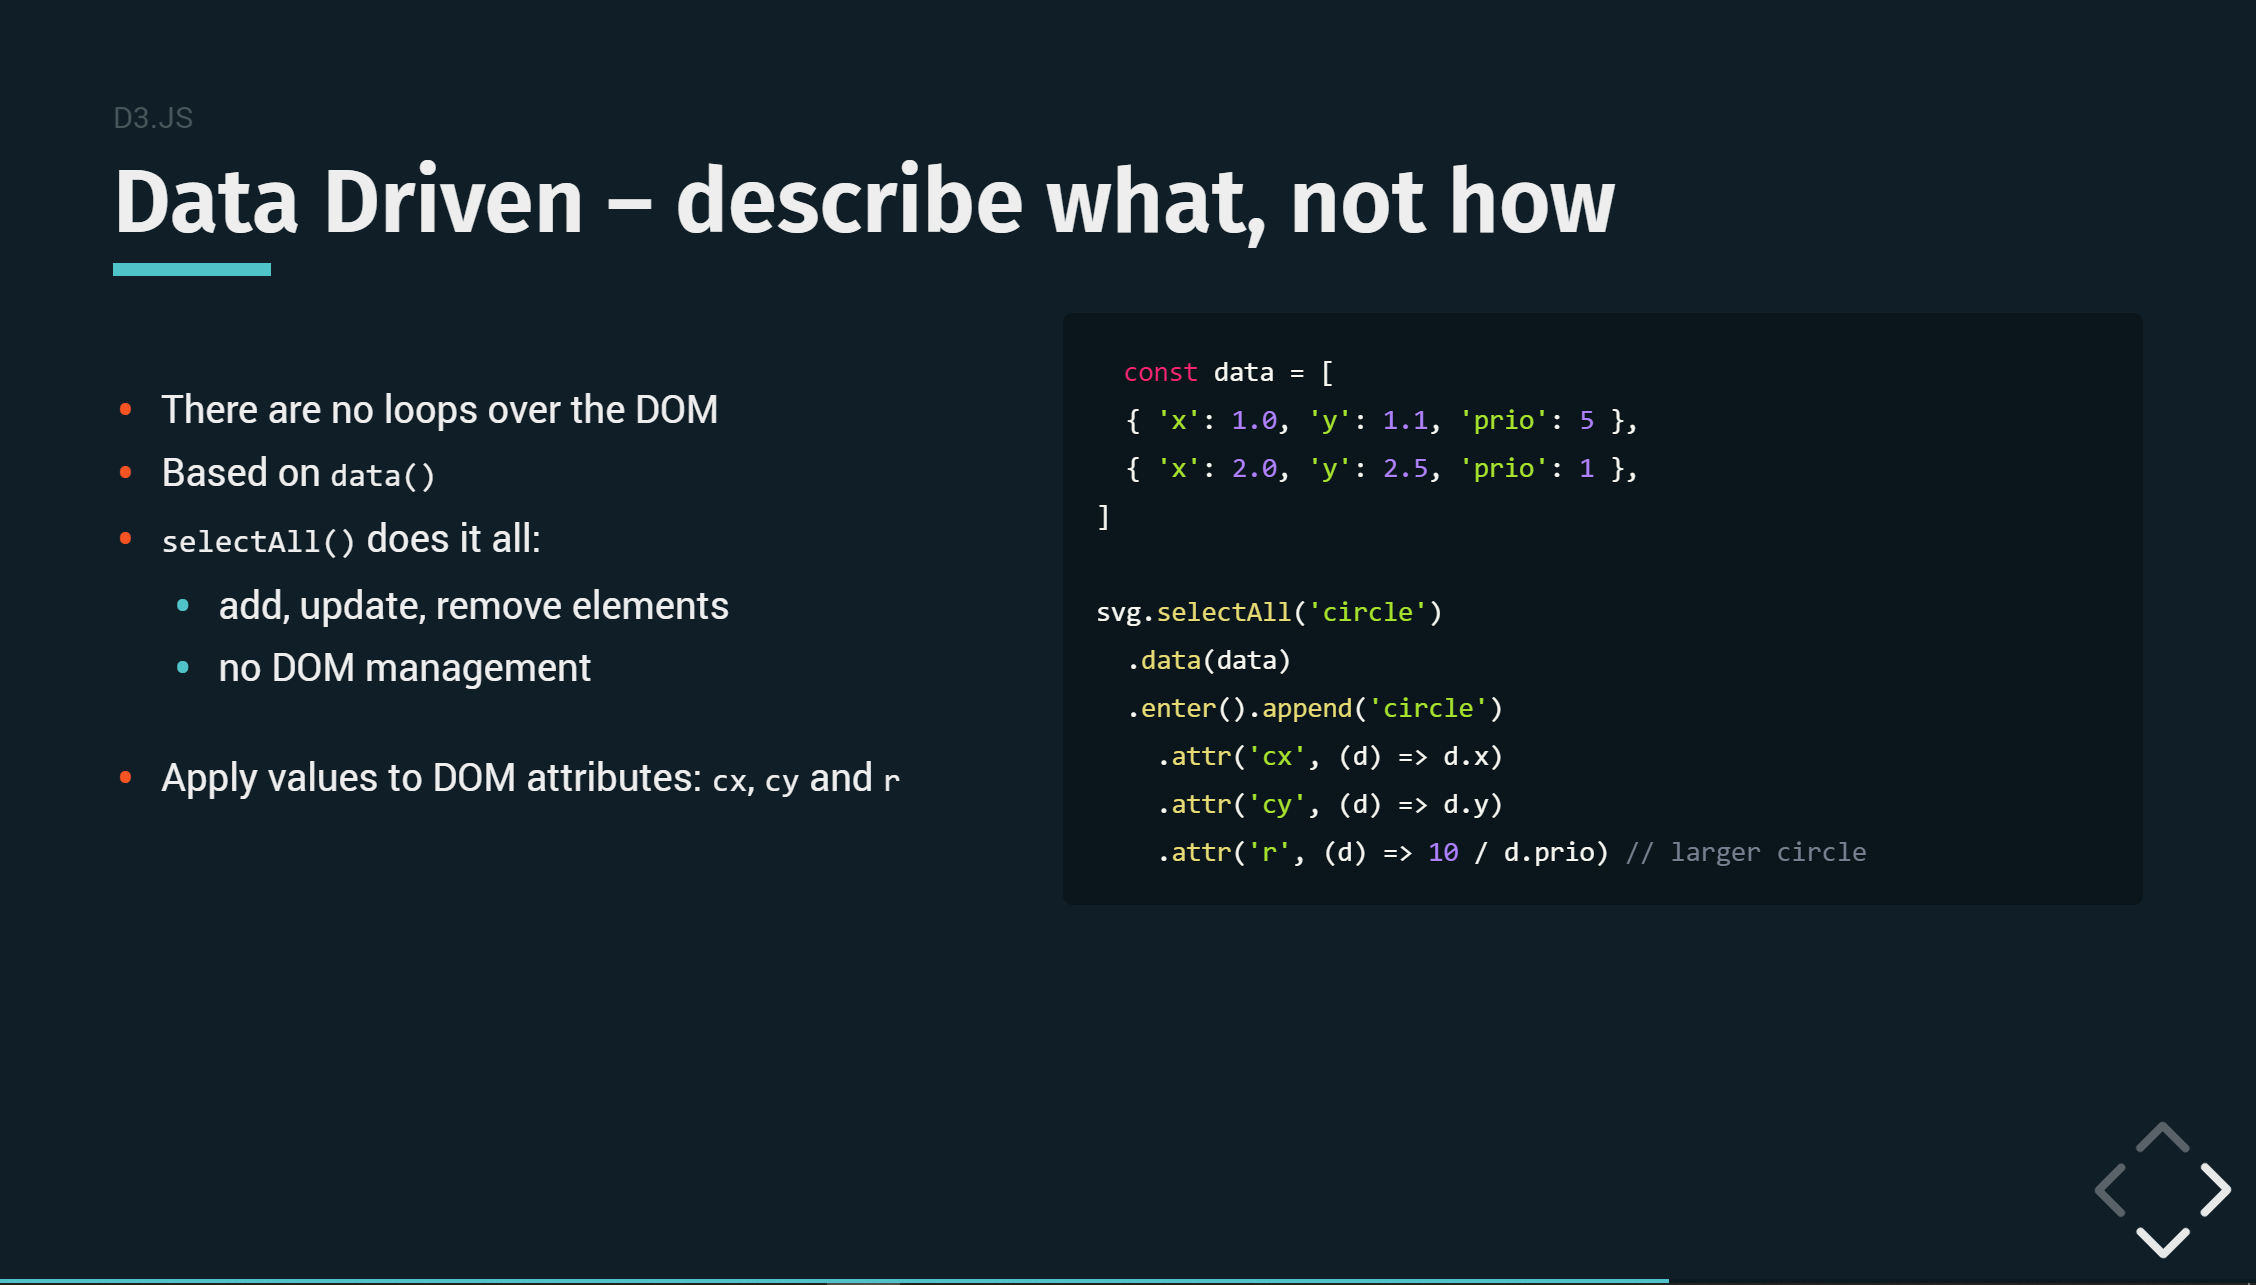 D3.JS
Data Driven – describe what, not how
There are no loops over the DOM
Based on data()
selectAll() does it all:
add, update, remove elements
no DOM management
Apply values to DOM attributes: cx, cy and r
const data = [
{ 'x': 1.0, 'y': 1.1, 'prio': 5 },
{ 'x': 2.0, 'y': 2.5, 'prio': 1 },
]
svg.selectAll('circle')
.data(data)
.enter().append('circle')
.attr('cx', (d) => d.x)
.attr('cy', (d) => d.y)
.attr('r', (d) => 10 / d.prio) // larger circle